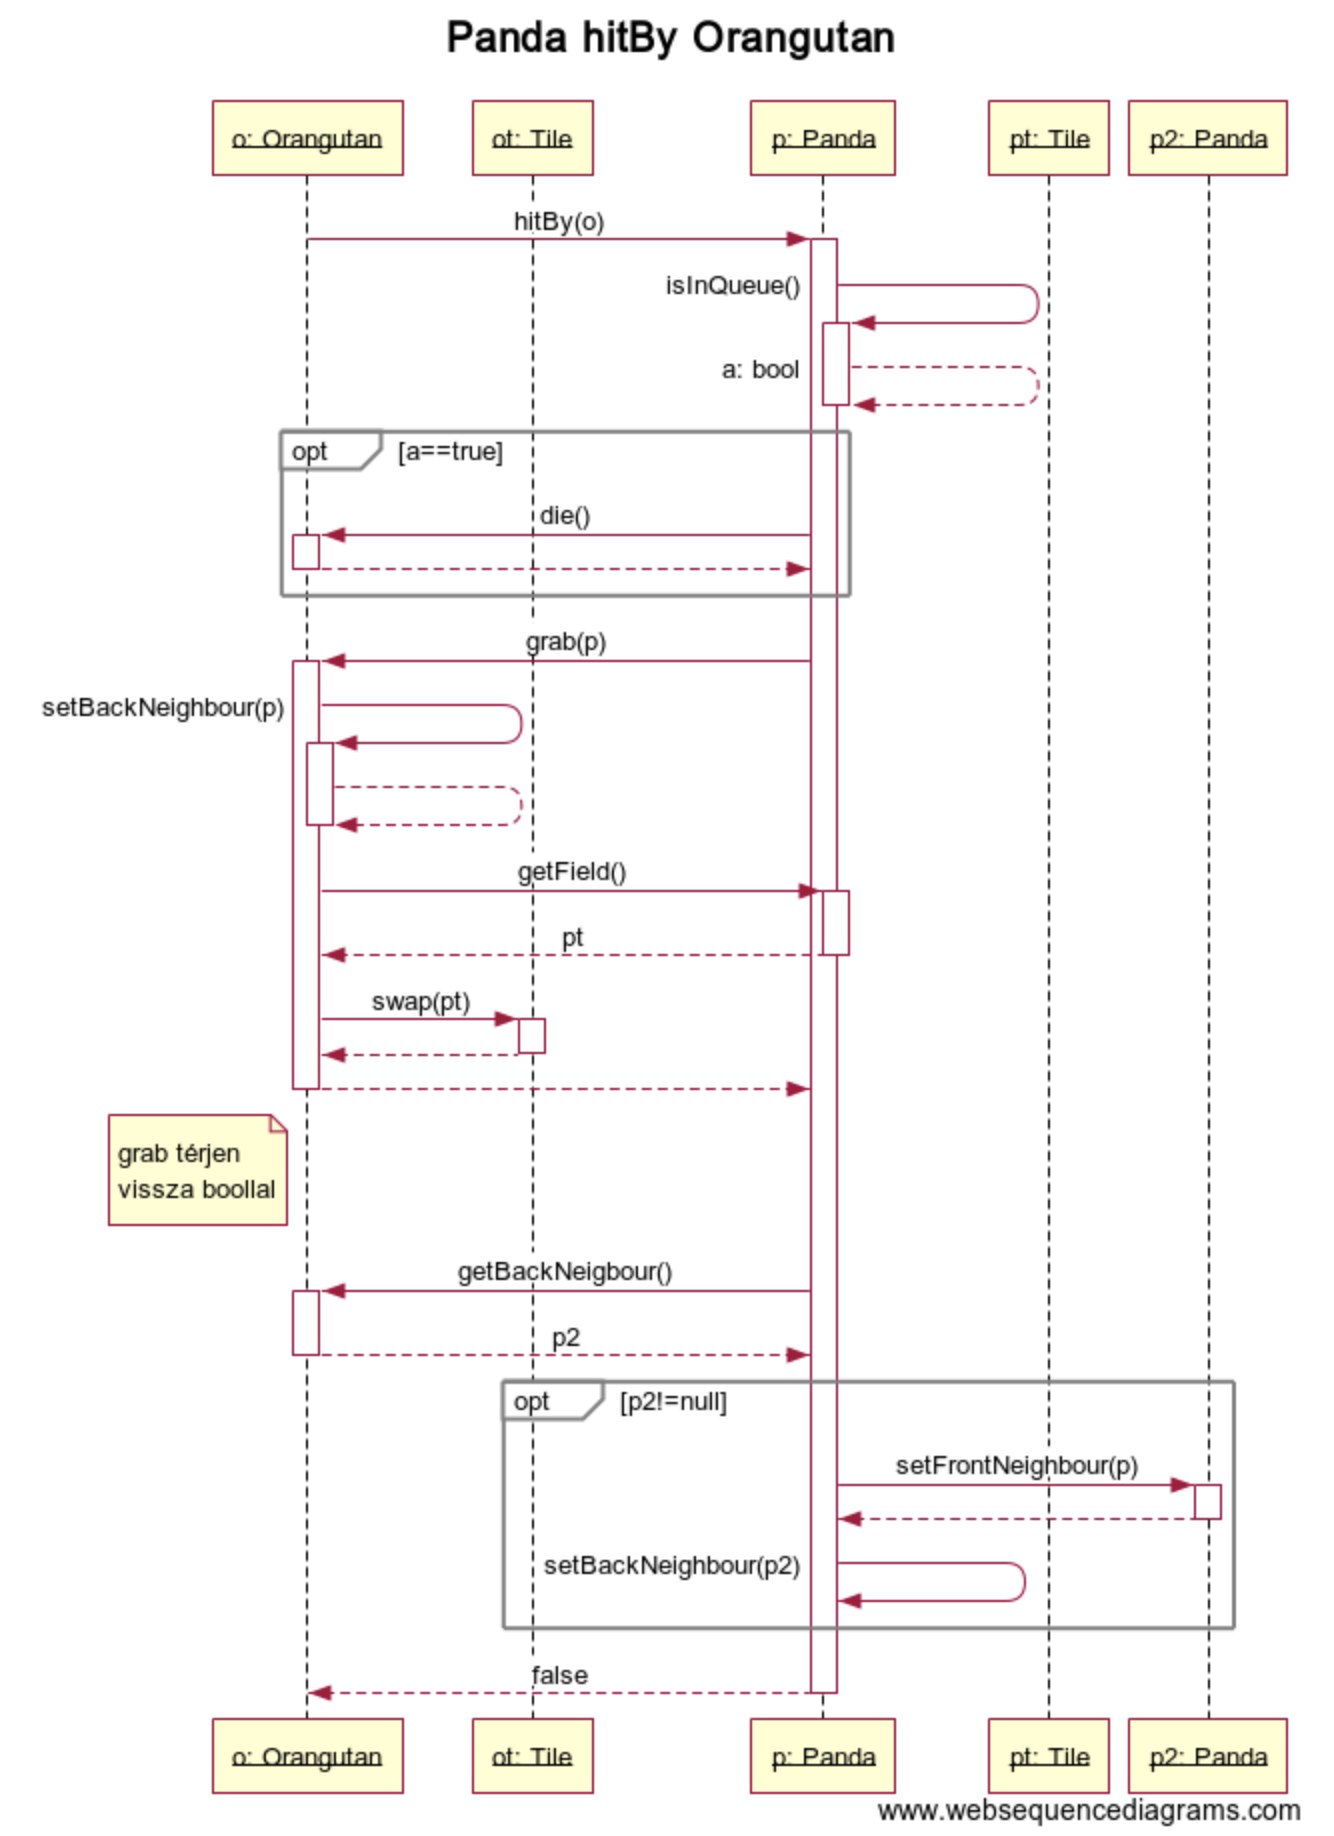 Panda hitBy Orangutan
o: Orangutan
ot: Tile
p: Panda
pt: Tile
p2: Panda
hitBy(o)
isInQueue()
a: bool
opt
[a==true]
die()
grab(p)
setBackNeighbour(p)
getField()
pt
swap(pt)
grab térjen
vissza boollal
getBackNeigbour()
p2
opt
[p2!=null]
setFrontNeighbour(p)
setBackNeighbour(p2)
false
o: Orangutan
ot: Tile
p: Panda
pt: Tile
p2: Panda
www.websequencediagrams.com